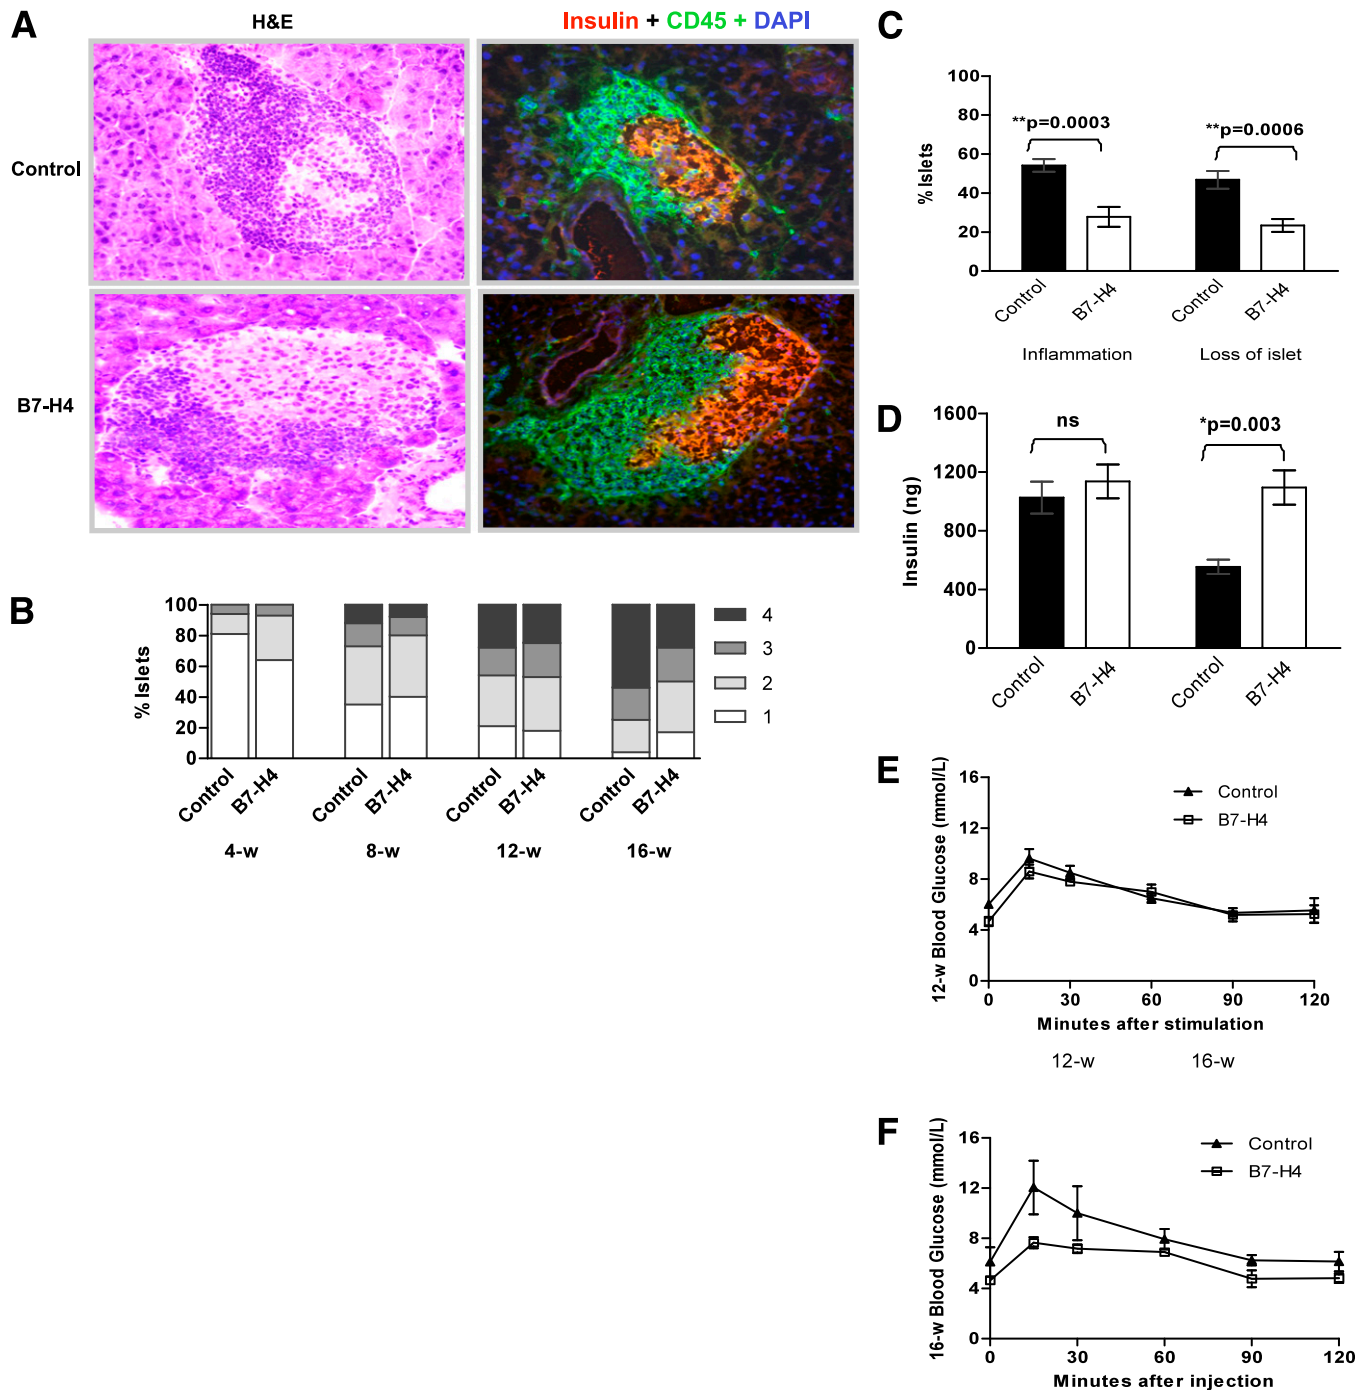 A
H&E
Insulin + CD45 + DAPI
Control
B7-H4
B
% Islets
100
80
60
40
20
0
Control
B7-H4
Control
B7-H4
Control
B7-H4
Control
B7-H4
4-w
8-w
12-w
16-w
4
3
2
1
C
% Islets
100
80
60
40
20
0
**p=0.0003
**p=0.0006
Control
B7-H4
Control
B7-H4
Inflammation
Loss of islet
D
Insulin (ng)
1600
1200
800
400
0
ns
*p=0.003
Control
B7-H4
Control
B7-H4
E
12-w Blood Glucose (mmol/L)
16
12
8
4
0
Control
B7-H4
0 30 60 90 120
Minutes after stimulation
12-w
16-w
F
16-w Blood Glucose (mmol/L)
16
12
8
4
0
Control
B7-H4
0 30 60 90 120
Minutes after injection